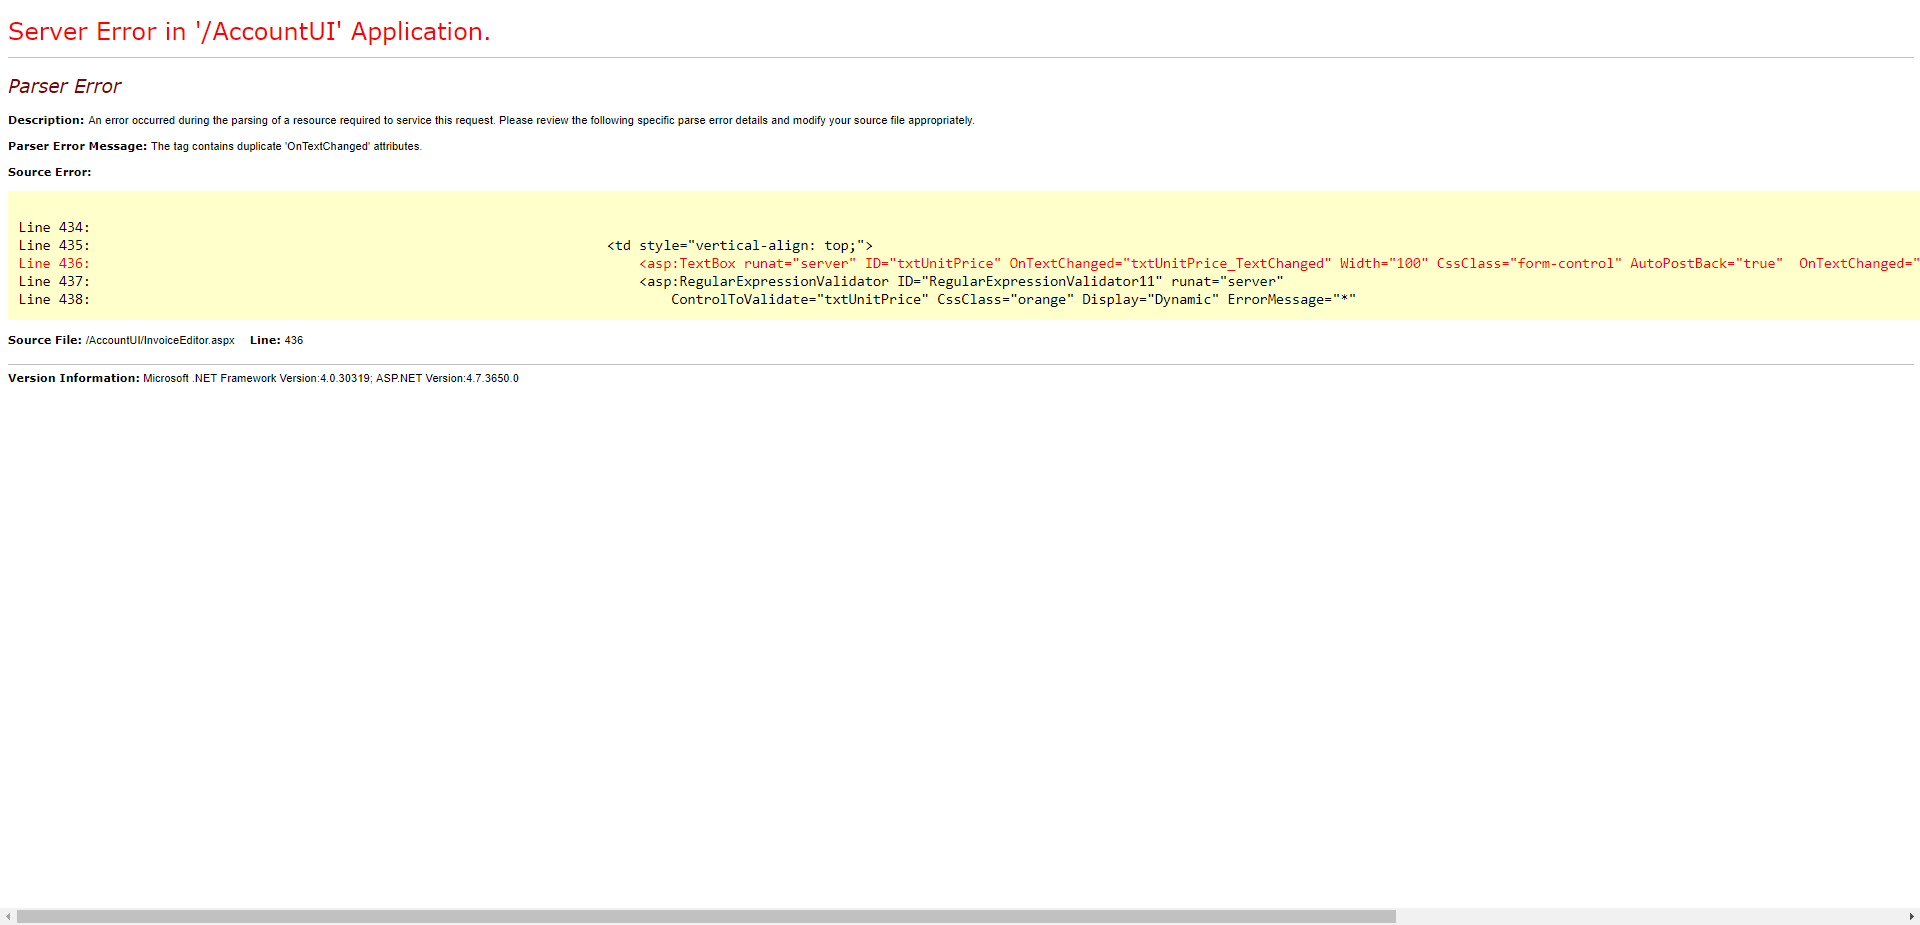 Server Error in '/AccountUI' Application.
Parser Error
Description: An error occurred during the parsing of a resource required to service this request. Please review the following specific parse error details and modify your source file appropriately.
Parser Error Message: The tag contains duplicate 'OnTextChanged' attributes.
Source Error:
Line 434:
Line 435: <td style="vertical-align: top;">
Line 436: <asp:TextBox runat="server" ID="txtUnitPrice" OnTextChanged="txtUnitPrice_TextChanged" Width="100" CssClass="form-control" AutoPostBack="true"  OnTextChanged="
Line 437: <asp:RegularExpressionValidator ID="RegularExpressionValidator11" runat="server"
Line 438: ControlToValidate="txtUnitPrice" CssClass="orange" Display="Dynamic" ErrorMessage="*"
Source File: /AccountUI/InvoiceEditor.aspx    Line: 436
Version Information: Microsoft .NET Framework Version:4.0.30319; ASP.NET Version:4.7.3650.0